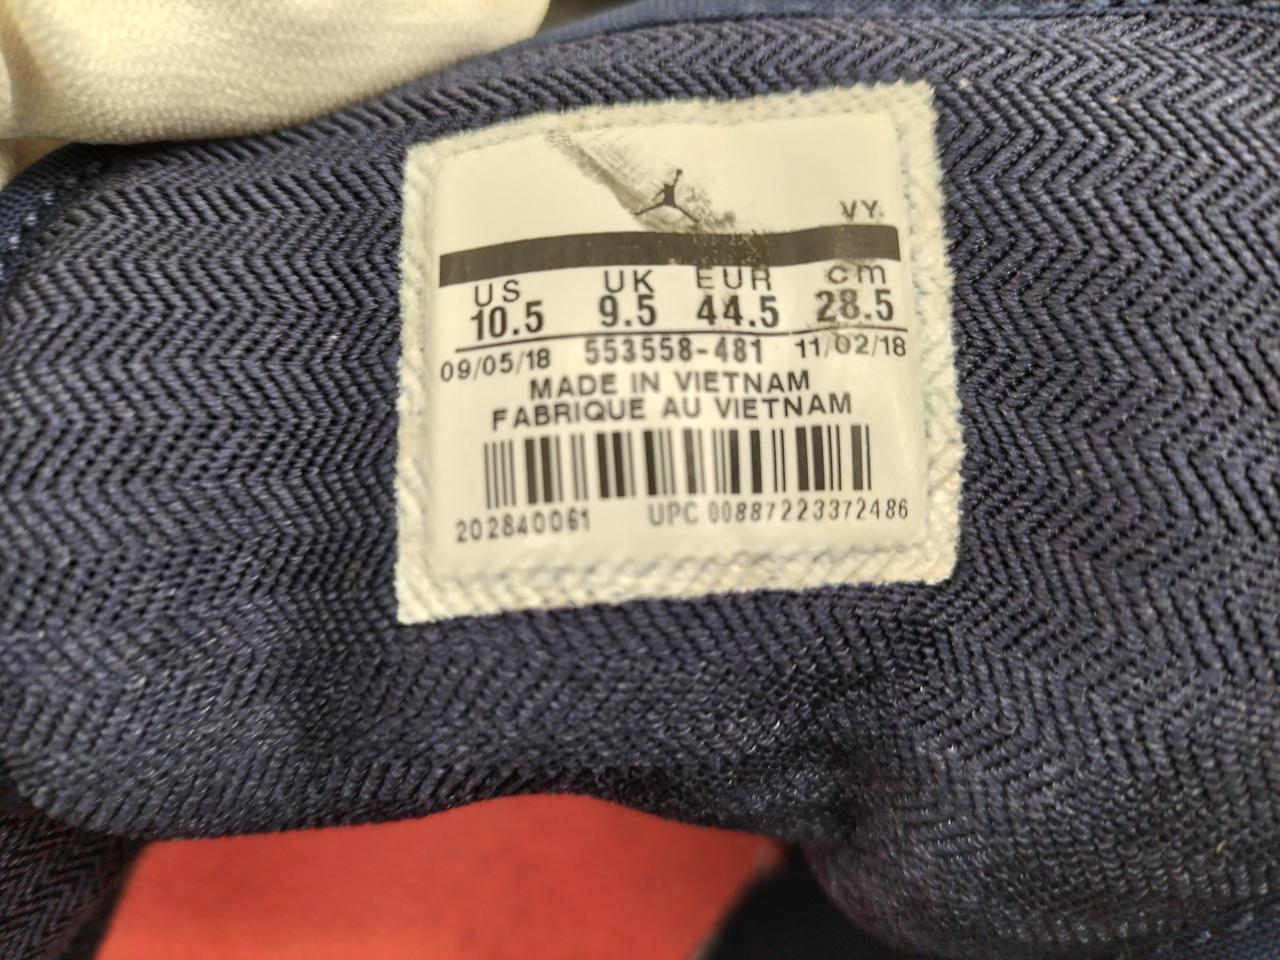 VY
US UK EUR cm
10.5 9.5 44.5 28.5
09/05/18 553558-481 11/02/18
MADE IN VIETNAM
FABRIQUE AU VIETNAM
202840061 UPC 00887223372486